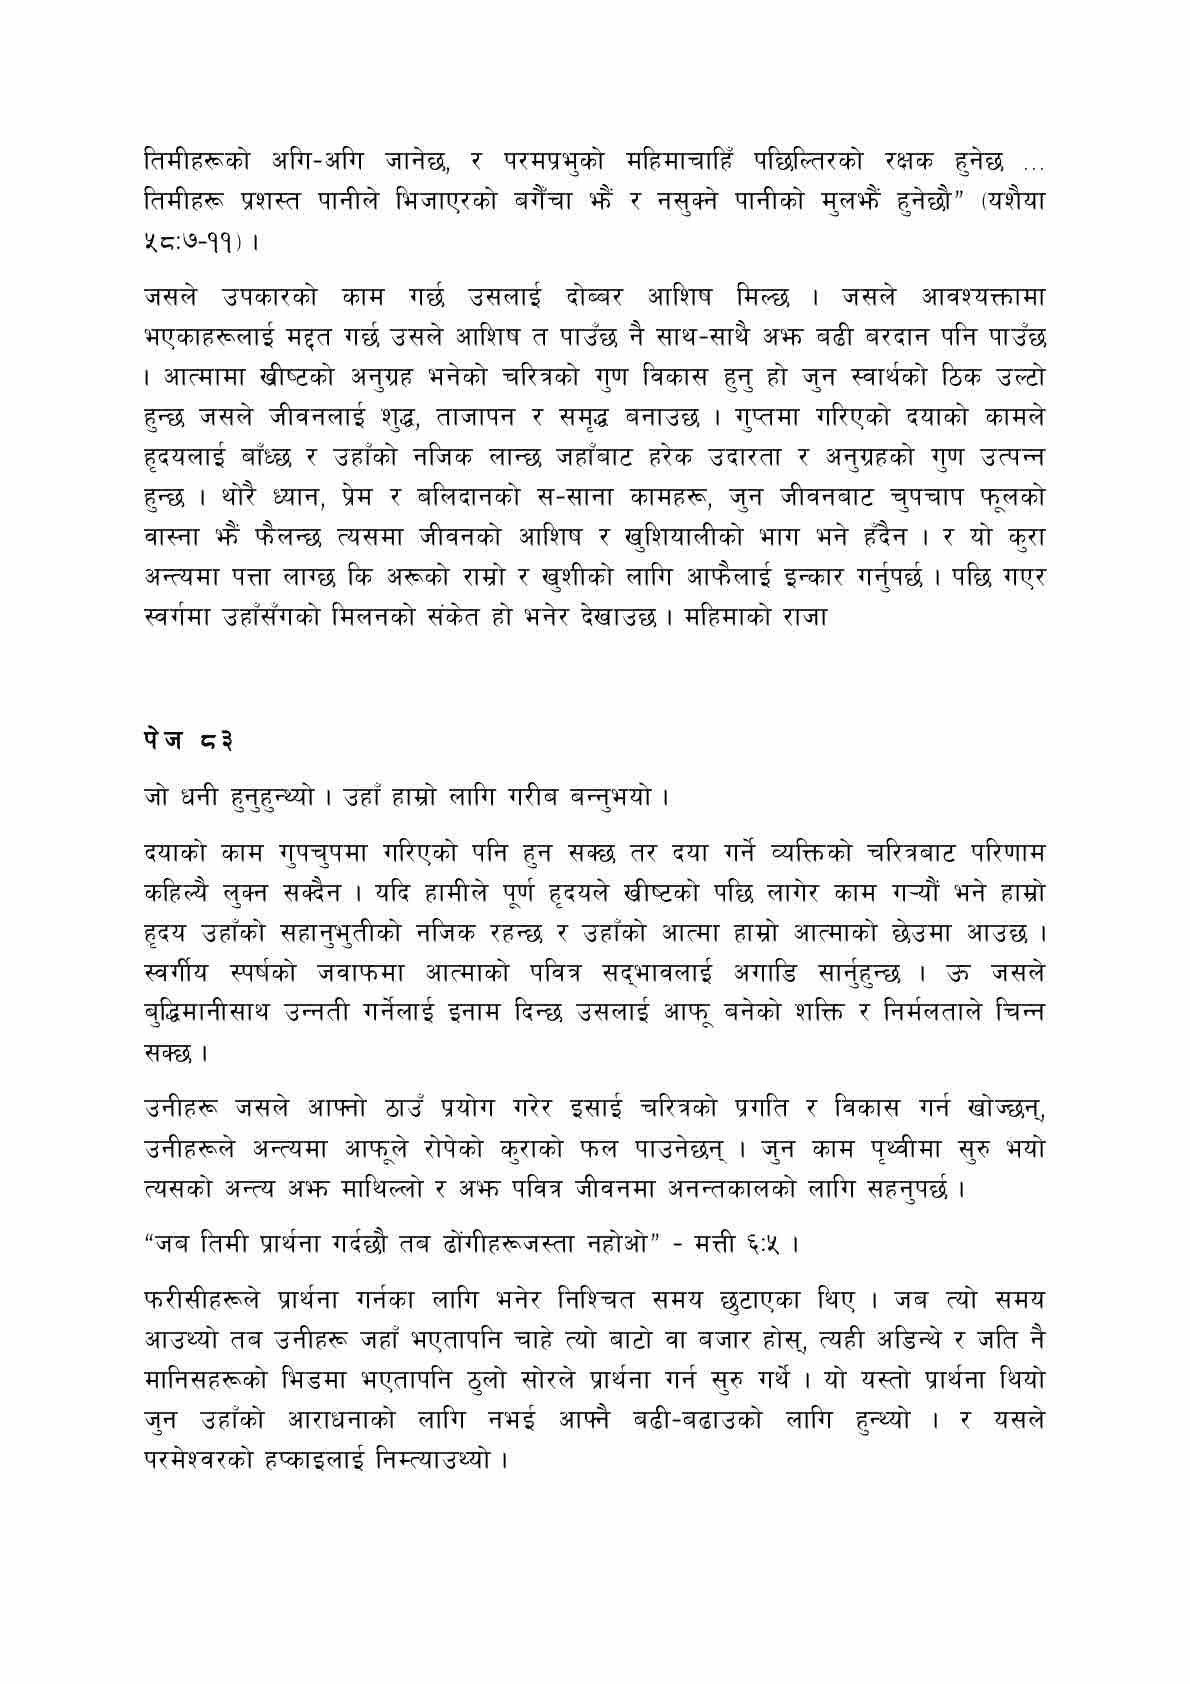 तिमीहरूको अगि-अगि जानेछ, र परमप्रभुको महिमाचाहिँ पछिल्तिरको रक्षक हुनेछ ...
तिमीहरू प्रशस्त पानीले भिजाएरको बगैँचा झैं र नसुक्ने पानीको मुलझैं हुनेछौ” (यशैया
५८:७-११) ।
जसले उपकारको काम गर्छ उसलाई दोब्बर आशिष मिल्छ । जसले आवश्यक्तामा
भएकाहरूलाई मद्दत गर्छ उसले आशिष त पाउँछ नै साथ-साथै अझ बढी बरदान पनि पाउँछ
। आत्मामा ख्रीष्टको अनुग्रह भनेको चरित्रको गुण विकास हुनु हो जुन स्वार्थको ठिक उल्टो
हुन्छ जसले जीवनलाई शुद्ध, ताजापन र समृद्ध बनाउछ । गुप्तमा गरिएको दयाको कामले
हृदयलाई बाँध्छ र उहाँको नजिक लान्छ जहाँबाट हरेक उदारता र अनुग्रहको गुण उत्पन्न
हुन्छ । थोरै ध्यान, प्रेम र बलिदानको स-साना कामहरू, जुन जीवनबाट चुपचाप फूलको
वास्ना झैं फैलन्छ त्यसमा जीवनको आशिष र खुशियालीको भाग भने हँदैन । र यो कुरा
अन्त्यमा पत्ता लाग्छ कि अरूको राम्रो र खुशीको लागि आफैलाई इन्कार गर्नुपर्छ । पछि गएर
स्वर्गमा उहाँसँगको मिलनको संकेत हो भनेर देखाउछ । महिमाको राजा
पेज ८३
जो धनी हुनुहुन्थ्यो । उहाँ हाम्रो लागि गरीब बन्नुभयो ।
दयाको काम गुपचुपमा गरिएको पनि हुन सक्छ तर दया गर्ने व्यक्तिको चरित्रबाट परिणाम
कहिल्यै लुक्न सक्दैन । यदि हामीले पूर्ण हृदयले ख्रीष्टको पछि लागेर काम गर्‍यौं भने हाम्रो
हृदय उहाँको सहानुभुतीको नजिक रहन्छ र उहाँको आत्मा हाम्रो आत्माको छेउमा आउछ ।
स्वर्गीय स्पर्षको जवाफमा आत्माको पवित्र सद्‌भावलाई अगाडि सार्नुहुन्छ । ऊ जसले
बुद्धिमानीसाथ उन्नती गर्नेलाई इनाम दिन्छ उसलाई आफू बनेको शक्ति र निर्मलताले चिन्न
सक्छ ।
उनीहरू जसले आफ्नो ठाउँ प्रयोग गरेर इसाई चरित्रको प्रगति र विकास गर्न खोज्छन्,
उनीहरूले अन्त्यमा आफूले रोपेको कुराको फल पाउनेछन् । जुन काम पृथ्वीमा सुरु भयो
त्यसको अन्त्य अझ माथिल्लो र अझ पवित्र जीवनमा अनन्तकालको लागि सहनुपर्छ ।
“जब तिमी प्रार्थना गर्दछौ तब ढोंगीहरूजस्ता नहोओ” - मत्ती ६:५ ।
फरीसीहरूले प्रार्थना गर्नका लागि भनेर निश्चित समय छुटाएका थिए । जब त्यो समय
आउथ्यो तब उनीहरू जहाँ भएतापनि चाहे त्यो बाटो वा बजार होस्, त्यही अडिन्थे र जति नै
मानिसहरूको भिडमा भएतापनि ठुलो सोरले प्रार्थना गर्न सुरु गर्थे । यो यस्तो प्रार्थना थियो
जुन उहाँको आराधनाको लागि नभई आफ्नै बढी-बढाउको लागि हुन्थ्यो । र यसले
परमेश्वरको हप्काइलाई निम्त्याउथ्यो ।